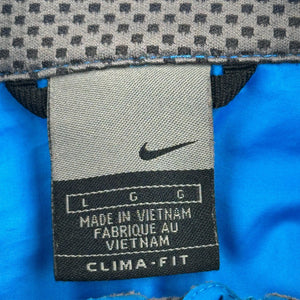 L G G
MADE IN VIETNAM
FABRIQUE AU
VIETNAM
CLIMA-FIT